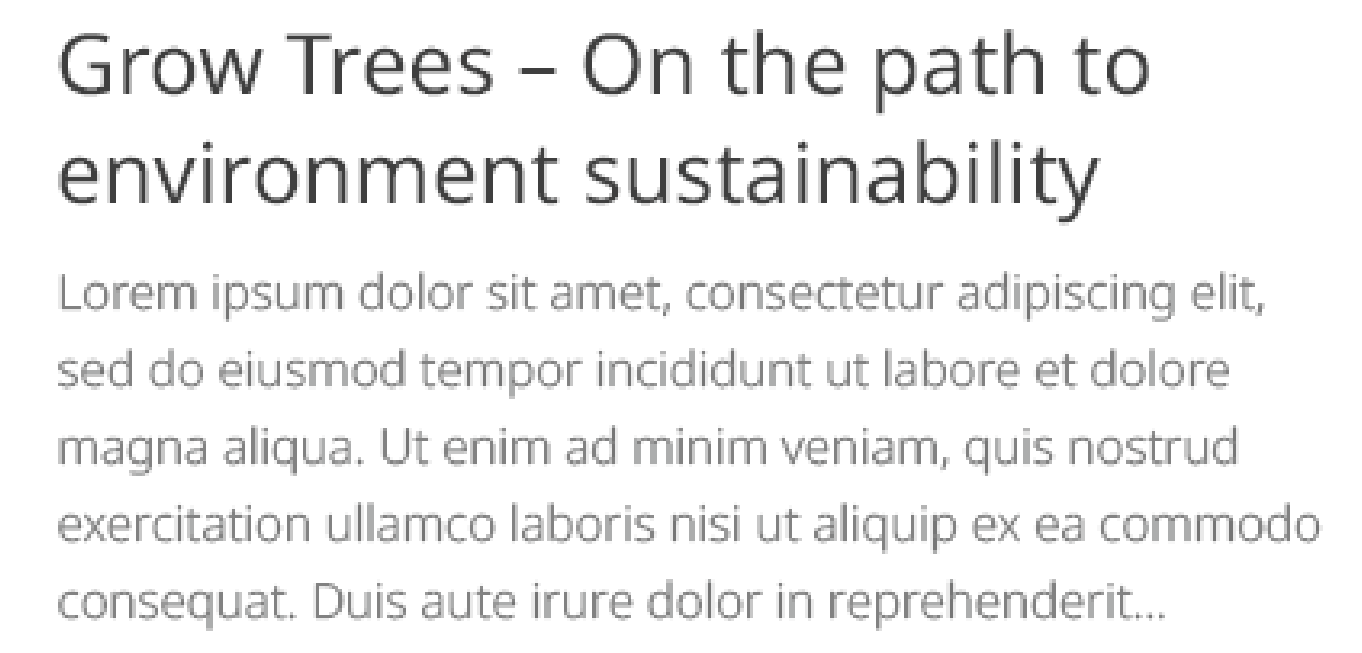 Grow Trees – On the path to
environment sustainability
Lorem ipsum dolor sit amet, consectetur adipiscing elit,
sed do eiusmod tempor incididunt ut labore et dolore
magna aliqua. Ut enim ad minim veniam, quis nostrud
exercitation ullamco laboris nisi ut aliquip ex ea commodo
consequat. Duis aute irure dolor in reprehenderit...